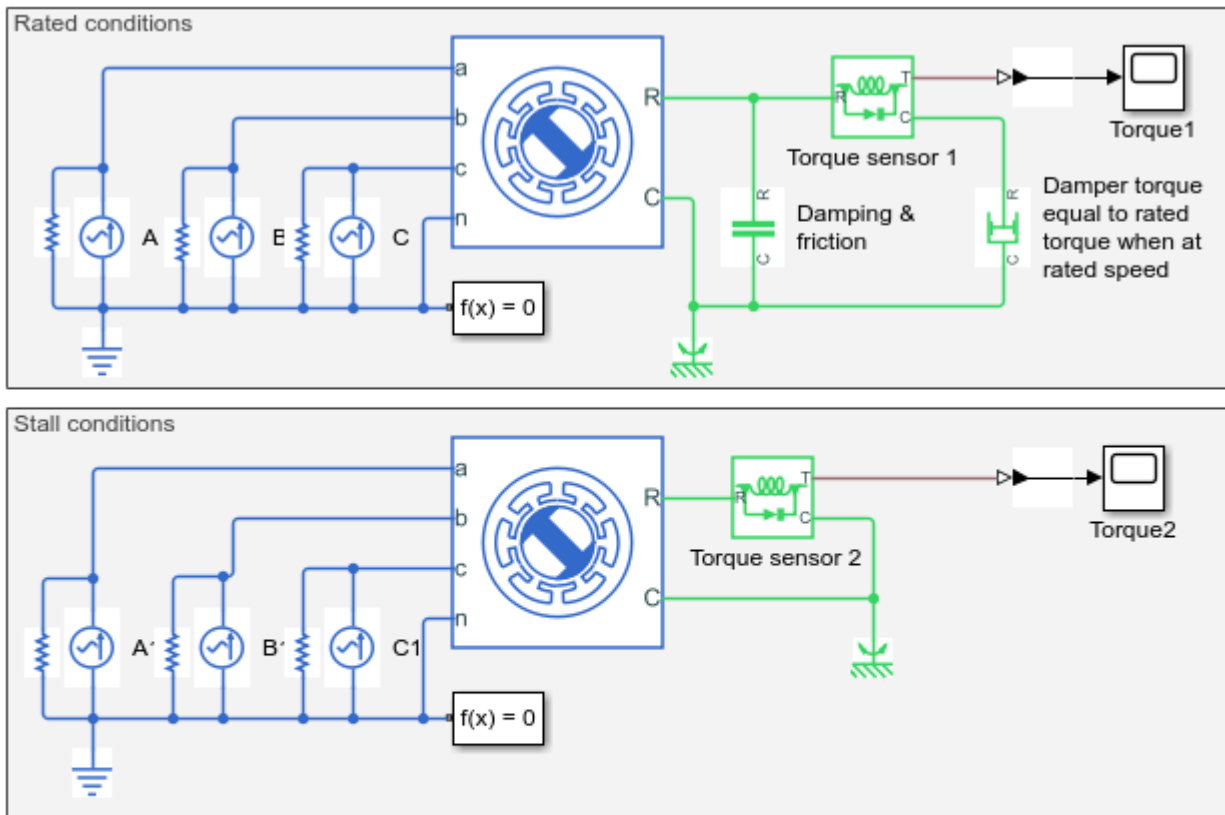 Rated conditions
a
b
c
n
R
C
A
B
C
f(x) = 0
R
T
C
Torque sensor 1
Torque1
R
C
Damping &
friction
R
C
Damper torque
equal to rated
torque when at
rated speed
Stall conditions
a
b
c
n
R
C
A1
B1
C1
f(x) = 0
R
T
C
Torque sensor 2
Torque2